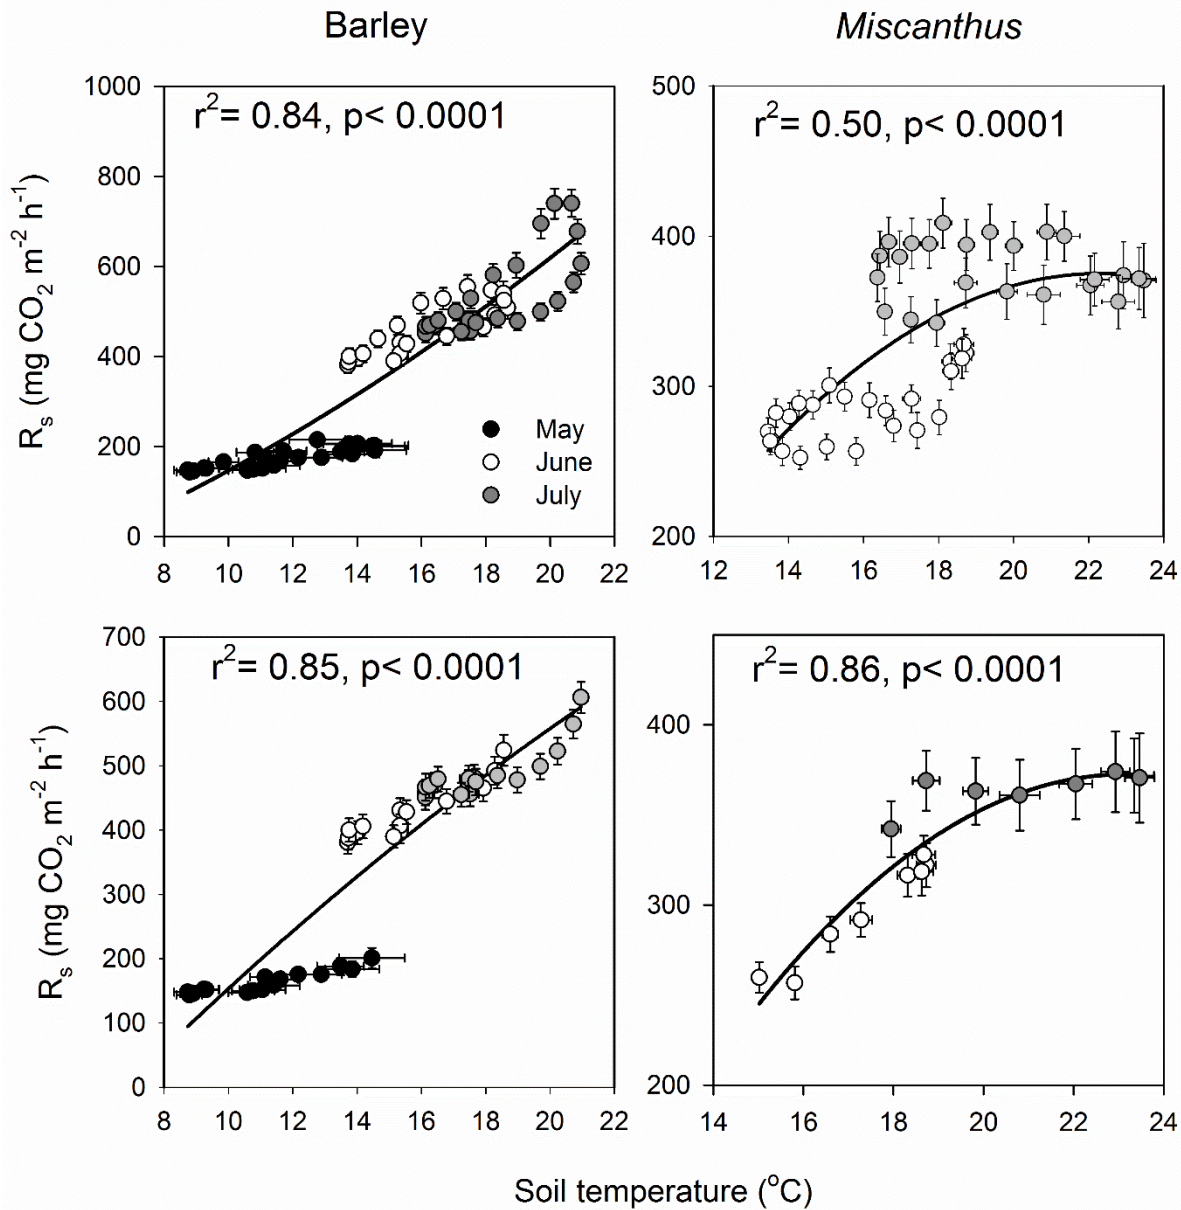 Barley
Miscanthus
r2= 0.84, p< 0.0001
r2= 0.50, p< 0.0001
Rs (mg CO2 m-2 h-1)
1000
800
600
400
200
0
May
June
July
8 10 12 14 16 18 20 22
500
400
300
200
12 14 16 18 20 22 24
r2= 0.85, p< 0.0001
r2= 0.86, p< 0.0001
Rs (mg CO2 m-2 h-1)
700
600
500
400
300
200
100
0
8 10 12 14 16 18 20 22
400
300
200
14 16 18 20 22 24
Soil temperature (oC)